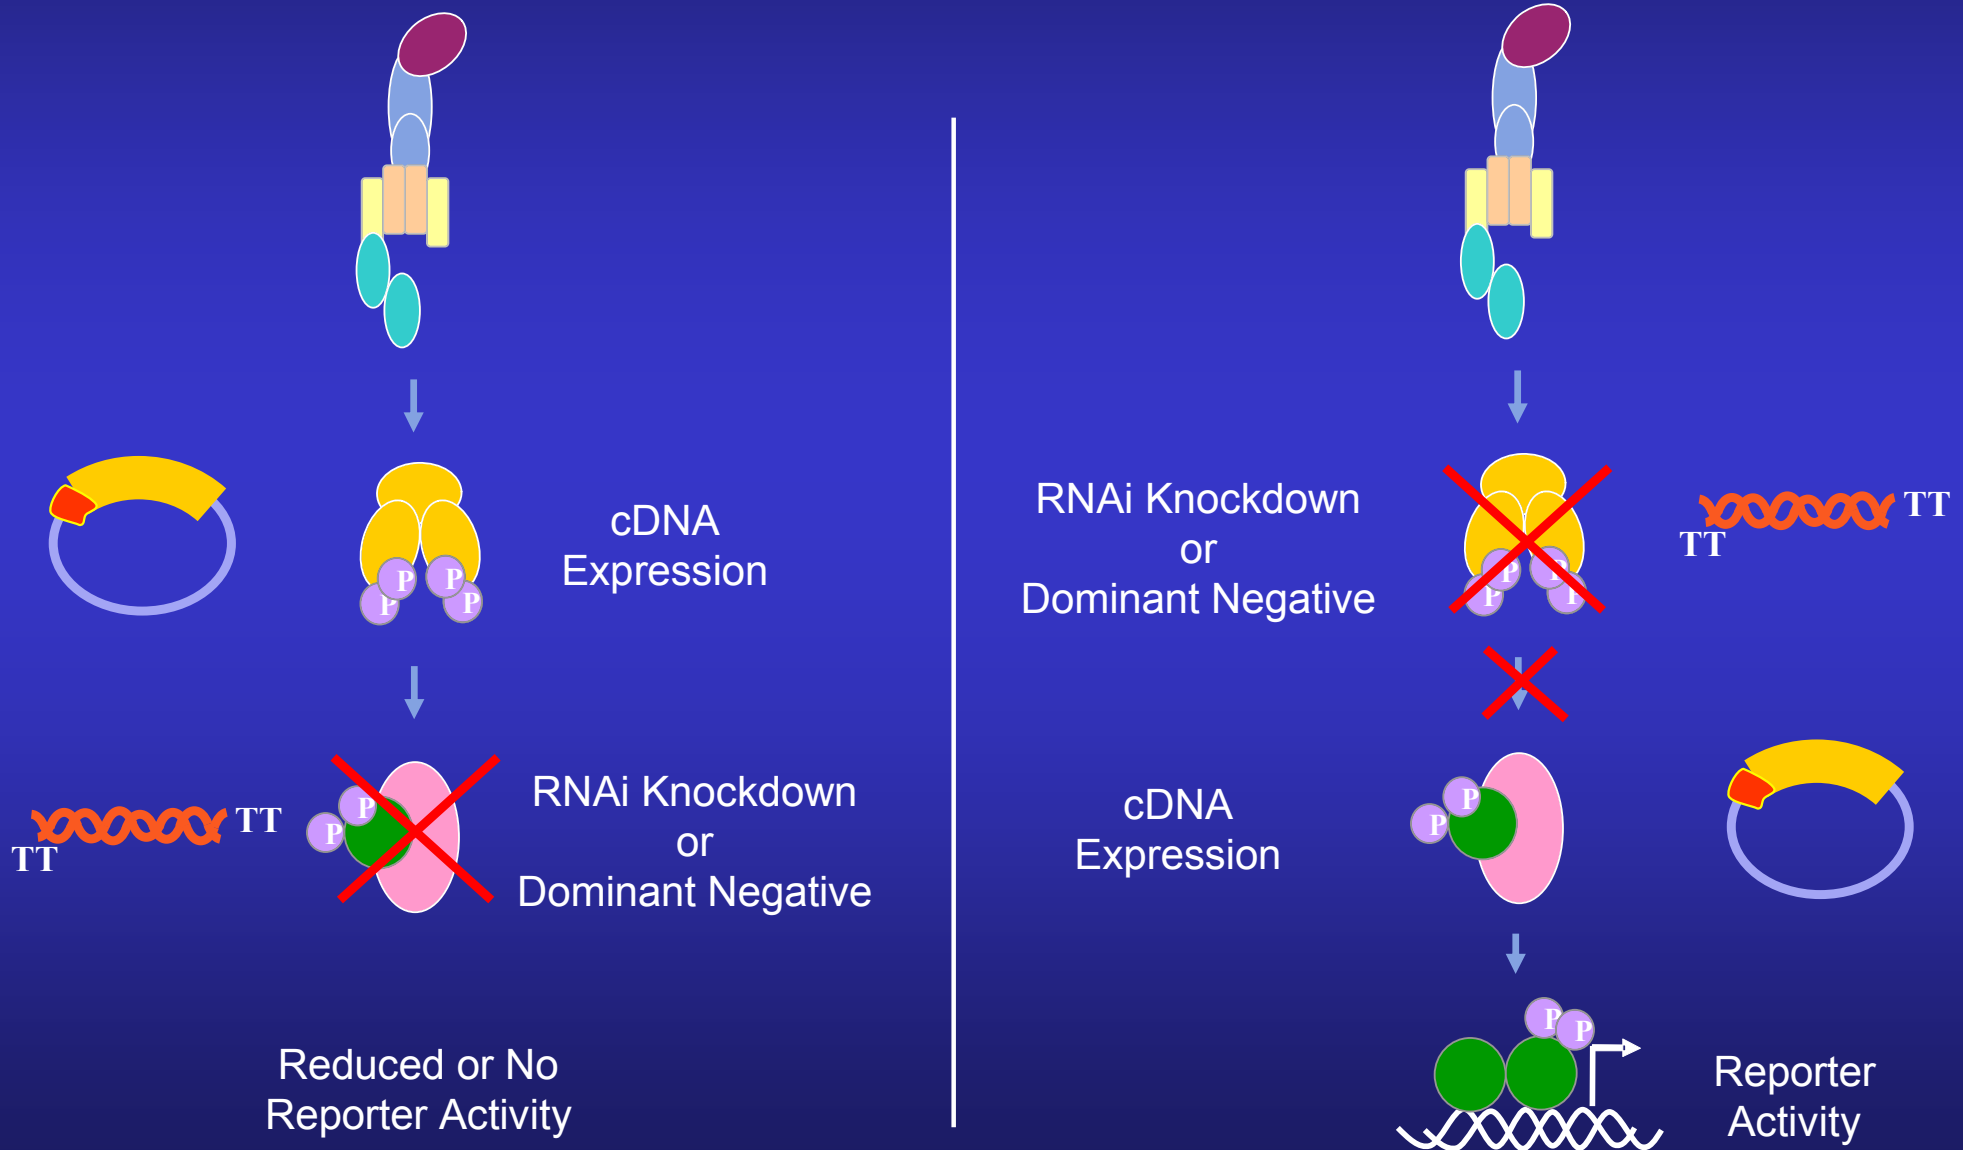 cDNA
Expression
P
P
P
P
TT
TT
P
P
RNAi Knockdown
or
Dominant Negative
Reduced or No
Reporter Activity
RNAi Knockdown
or
Dominant Negative
P
P
P
P
TT
TT
cDNA
Expression
P
P
P
P
Reporter
Activity